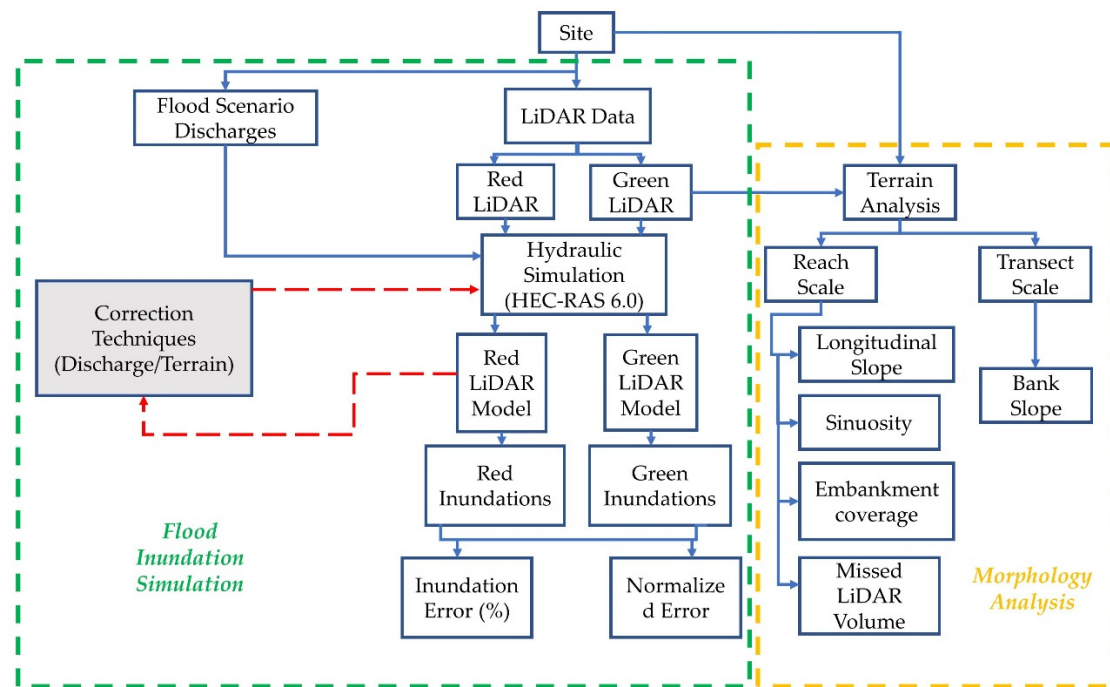 Site
Flood Scenario
Discharges
LiDAR Data
Red
LiDAR
Green
LiDAR
Terrain
Analysis
Hydraulic
Simulation
(HEC-RAS 6.0)
Reach
Scale
Transect
Scale
Correction
Techniques
(Discharge/Terrain)
Red
LiDAR
Model
Green
LiDAR
Model
Longitudinal
Slope
Bank
Slope
Sinuosity
Red
Inundations
Green
Inundations
Embankment
coverage
Flood
Inundation
Simulation
Inundation
Error (%)
Normalize
d Error
Missed
LiDAR
Volume
Morphology
Analysis